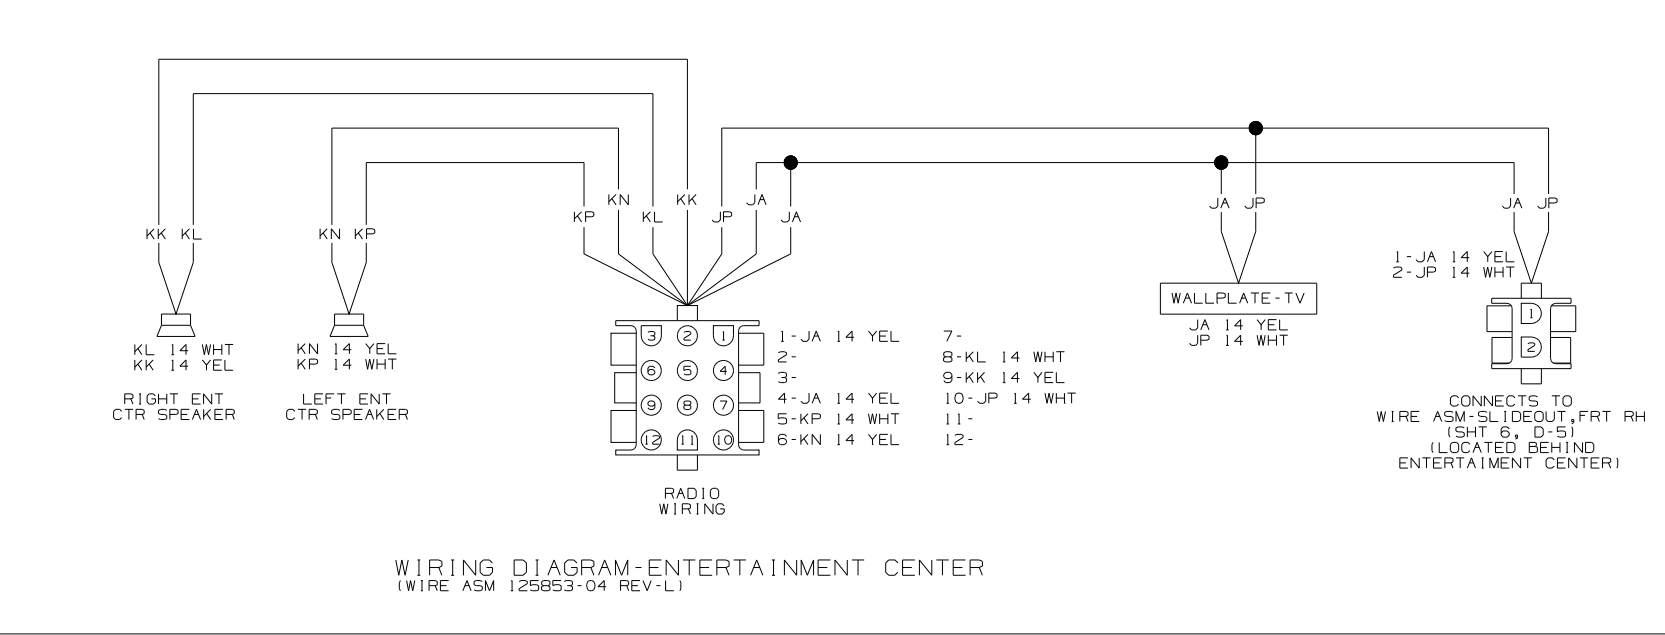 KK KL
KN KP
KP
KN
KL
KK
JP
JA
JA
JA JP
JA JP
KL 14 WHT
KK 14 YEL
RIGHT ENT
CTR SPEAKER
KN 14 YEL
KP 14 WHT
LEFT ENT
CTR SPEAKER
3 2 1
6 5 4
9 8 7
12 11 10
1-JA 14 YEL
2-
3-
4-JA 14 YEL
5-KP 14 WHT
6-KN 14 YEL
7-
8-KL 14 WHT
9-KK 14 YEL
10-JP 14 WHT
11-
12-
RADIO
WIRING
WALLPLATE-TV
JA 14 YEL
JP 14 WHT
1-JA 14 YEL
2-JP 14 WHT
1
2
CONNECTS TO
WIRE ASM-SLIDEOUT,FRT RH
(SHT 6, D-5)
(LOCATED BEHIND
ENTERTAIMENT CENTER)
WIRING DIAGRAM-ENTERTAINMENT CENTER
(WIRE ASM 125853-04 REV-L)